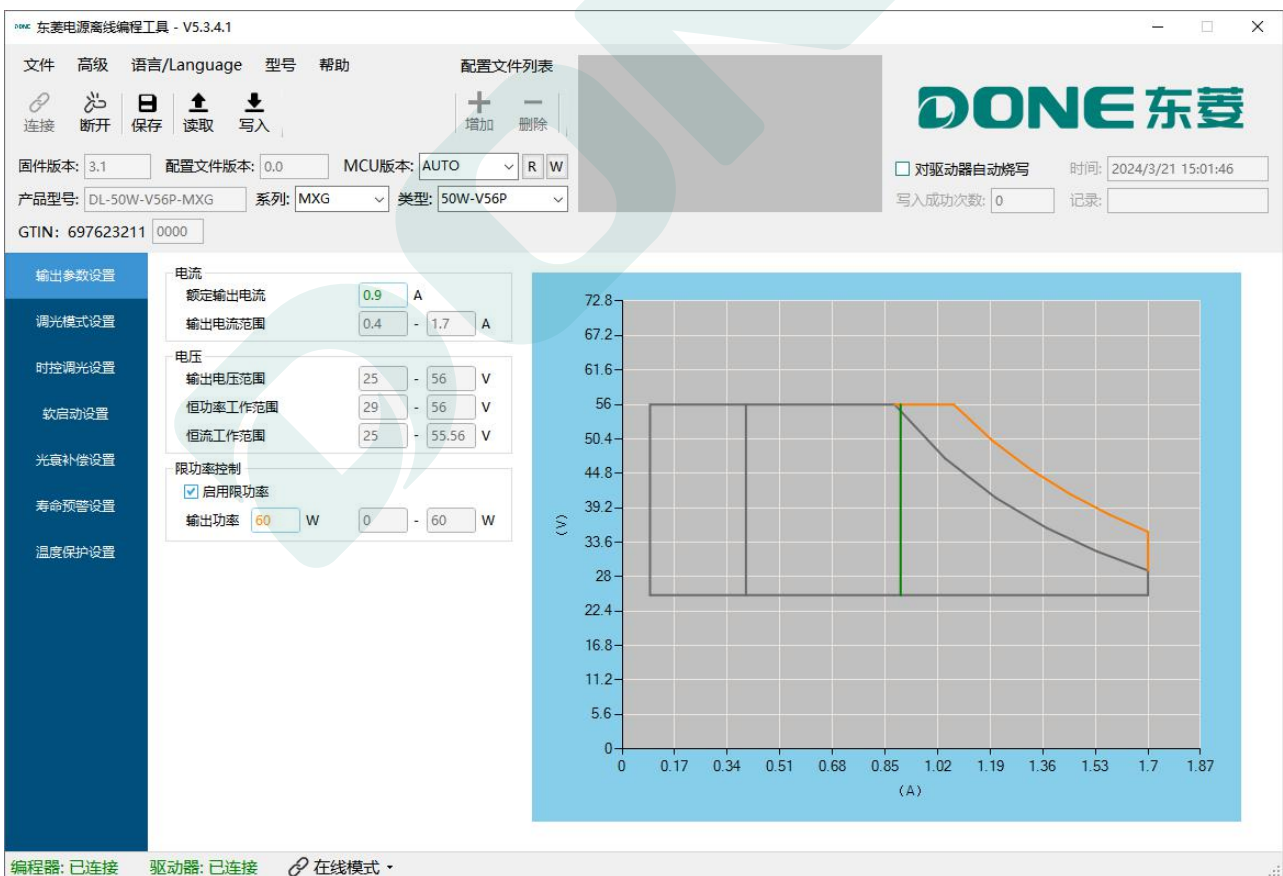 DONE 东菱电源离线编程工具 - V5.3.4.1
文件 高级 语言/Language 型号 帮助 配置文件列表
连接 断开 保存 读取 写入 增加 删除
DONE 东菱
固件版本: 3.1 配置文件版本: 0.0 MCU版本: AUTO R W
对驱动器自动烧写 时间: 2024/3/21 15:01:46
产品型号: DL-50W-V56P-MXG 系列: MXG 类型: 50W-V56P
写入成功次数: 0 记录:
GTIN: 697623211 0000
输出参数设置
调光模式设置
时控调光设置
软启动设置
光衰补偿设置
寿命预警设置
温度保护设置
电流
额定输出电流 0.9 A
输出电流范围 0.4 - 1.7 A
电压
输出电压范围 25 - 56 V
恒功率工作范围 29 - 56 V
恒流工作范围 25 - 55.56 V
限功率控制
启用限功率
输出功率 60 W 0 - 60 W
72.8
67.2
61.6
56
50.4
44.8
39.2
33.6
28
22.4
16.8
11.2
5.6
0
(V)
0 0.17 0.34 0.51 0.68 0.85 1.02 1.19 1.36 1.53 1.7 1.87
(A)
编程器: 已连接 驱动器: 已连接 在线模式